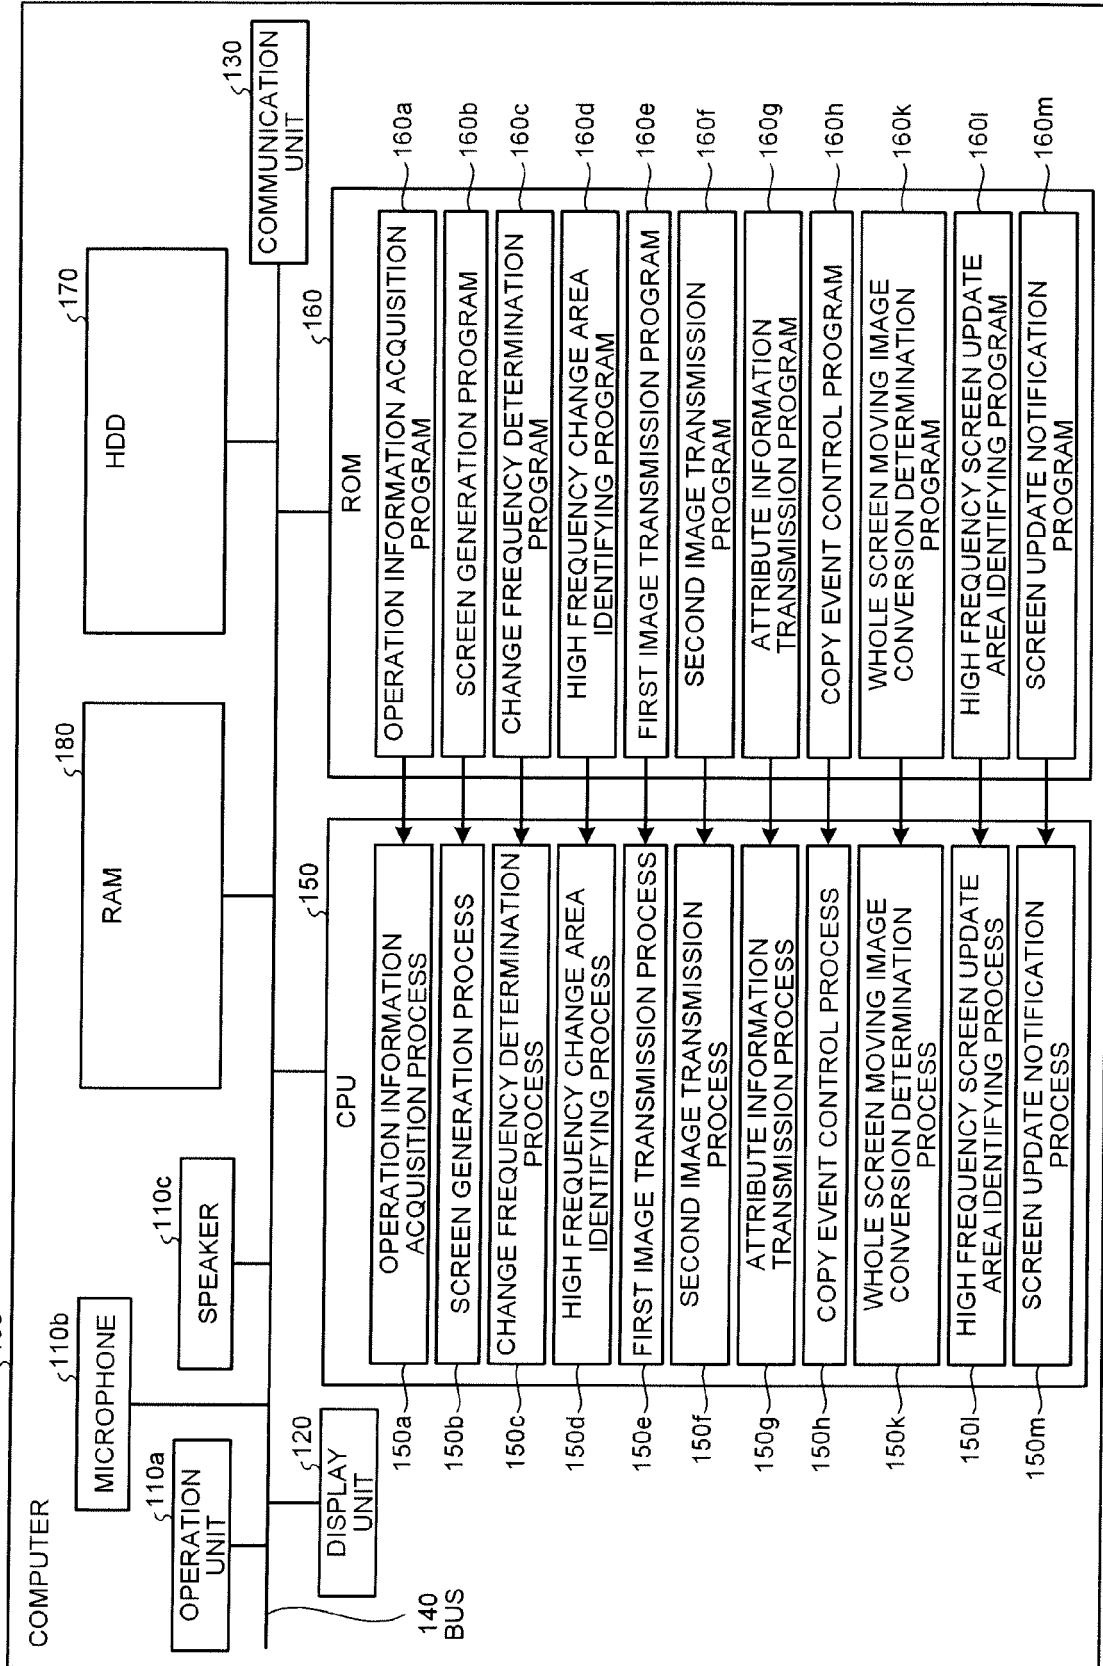 COMPUTER
OPERATION
UNIT
110a
MICROPHONE
110b
SPEAKER
110c
RAM
180
HDD
170
COMMUNICATION
UNIT
130
140
BUS
DISPLAY
UNIT
120
CPU
150
150a
OPERATION INFORMATION
ACQUISITION PROCESS
150b
SCREEN GENERATION PROCESS
150c
CHANGE FREQUENCY DETERMINATION
PROCESS
150d
HIGH FREQUENCY CHANGE AREA
IDENTIFYING PROCESS
150e
FIRST IMAGE TRANSMISSION PROCESS
150f
SECOND IMAGE TRANSMISSION
PROCESS
150g
ATTRIBUTE INFORMATION
TRANSMISSION PROCESS
150h
COPY EVENT CONTROL PROCESS
150k
WHOLE SCREEN MOVING IMAGE
CONVERSION DETERMINATION
PROCESS
150l
HIGH FREQUENCY SCREEN UPDATE
AREA IDENTIFYING PROCESS
150m
SCREEN UPDATE NOTIFICATION
PROCESS
ROM
160
OPERATION INFORMATION ACQUISITION
PROGRAM
160a
SCREEN GENERATION PROGRAM
160b
CHANGE FREQUENCY DETERMINATION
PROGRAM
160c
HIGH FREQUENCY CHANGE AREA
IDENTIFYING PROGRAM
160d
FIRST IMAGE TRANSMISSION PROGRAM
160e
SECOND IMAGE TRANSMISSION
PROGRAM
160f
ATTRIBUTE INFORMATION
TRANSMISSION PROGRAM
160g
COPY EVENT CONTROL PROGRAM
160h
WHOLE SCREEN MOVING IMAGE
CONVERSION DETERMINATION
PROGRAM
160k
HIGH FREQUENCY SCREEN UPDATE
AREA IDENTIFYING PROGRAM
160l
SCREEN UPDATE NOTIFICATION
PROGRAM
160m